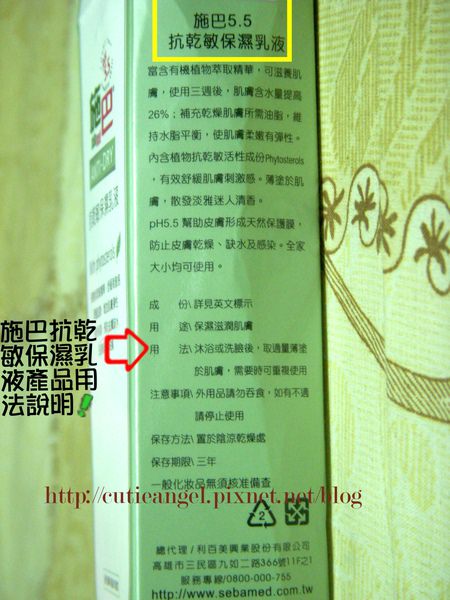 施巴5.5
抗乾敏保濕乳液
富含有機植物萃取精華，可滋養肌
膚，使用三週後，肌膚含水量提高
26%；補充乾燥肌膚所需油脂，維
持水脂平衡，使肌膚柔嫩有彈性。
內含植物抗乾敏活性成份Phytosterols
，有效舒緩肌膚刺激感。薄塗於肌
膚，散發淡雅迷人清香。
pH5.5 幫助皮膚形成天然保護膜，
防止皮膚乾燥、缺水及感染。全家
大小均可使用。
成　份\詳見英文標示
用　途\保濕滋潤肌膚
用　法\沐浴或洗臉後，取適量薄塗
於肌膚，需要時可重複使用
注意事項\外用品請勿吞食，如有不適
請停止使用
保存方法\置於陰涼乾燥處
保存期限\三年
一般化妝品無須核准備查
2
總代理/利百美興業股份有限公司
高雄市三民區九如二路366號11F之1
服務專線/0800-000-755
http://www.sebamed.com.tw
施巴
ANTI-DRY
抗乾敏保濕乳液
With phytosterols
施巴抗乾
敏保濕乳
液產品用
法說明
http://cutieangel.pixnet.net/blog